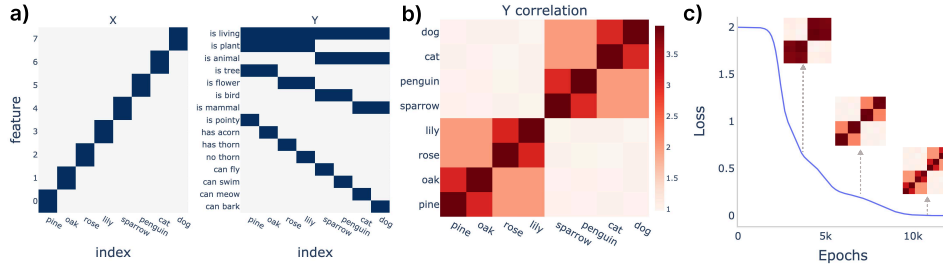 a)
X
feature
7
6
5
4
3
2
1
0
pine
oak
rose
lily
sparrow
penguin
cat
dog
index
Y
is living
is plant
is animal
is tree
is flower
is bird
is mammal
is pointy
has acorn
has thorn
no thorn
can fly
can swim
can meow
can bark
pine
oak
rose
lily
sparrow
penguin
cat
dog
index
b)
Y correlation
dog
cat
penguin
sparrow
lily
rose
oak
pine
pine
oak
rose
lily
sparrow
penguin
cat
dog
3.5
3
2.5
2
1.5
1
c)
Loss
2
1.5
1
0.5
0
0
5k
10k
Epochs